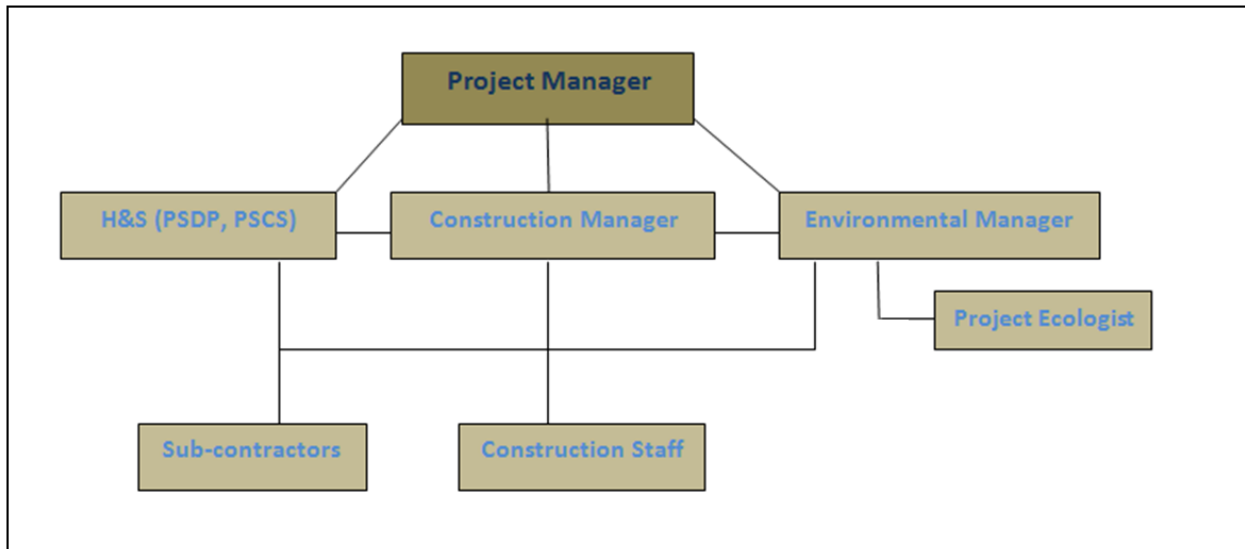 Project Manager
H&S (PSDP, PSCS)
Construction Manager
Environmental Manager
Project Ecologist
Sub-contractors
Construction Staff